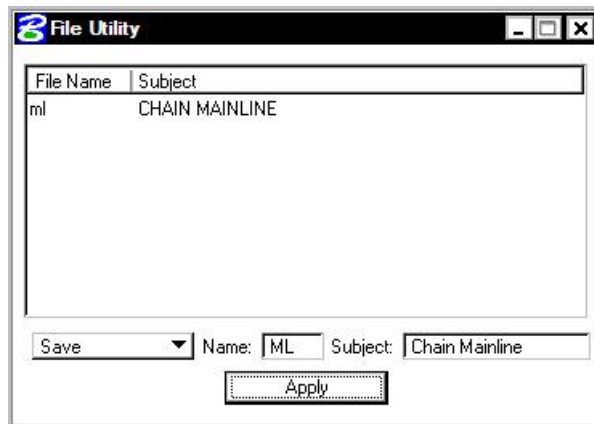 File Utility
File Name Subject
ml CHAIN MAINLINE
Save Name: ML Subject: Chain Mainline
Apply